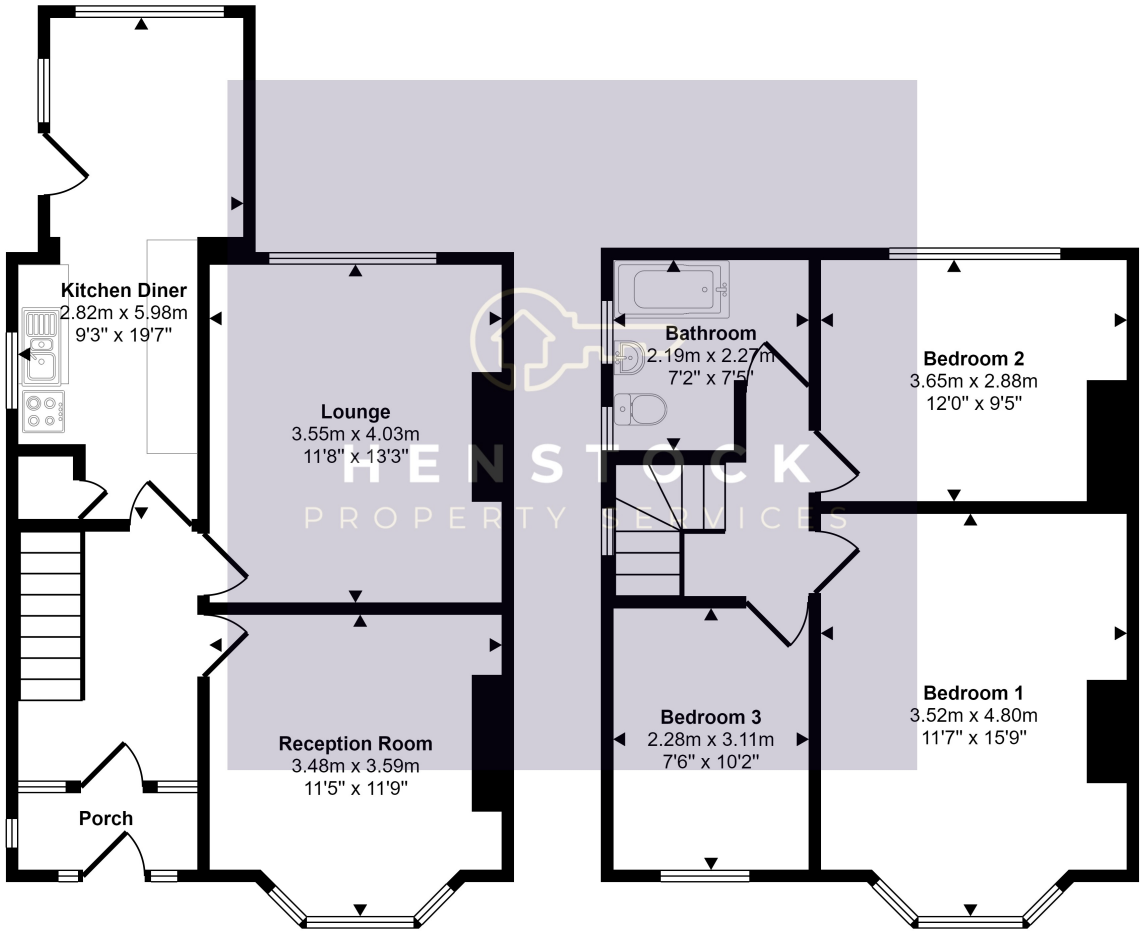 Kitchen Diner
2.82m x 5.98m
9'3" x 19'7"
Lounge
3.55m x 4.03m
11'8" x 13'3"
Reception Room
3.48m x 3.59m
11'5" x 11'9"
Porch
Bathroom
2.19m x 2.27m
7'2" x 7'5"
Bedroom 2
3.65m x 2.88m
12'0" x 9'5"
Bedroom 1
3.52m x 4.80m
11'7" x 15'9"
Bedroom 3
2.28m x 3.11m
7'6" x 10'2"
HENSTOCK
PROPERTY SERVICES